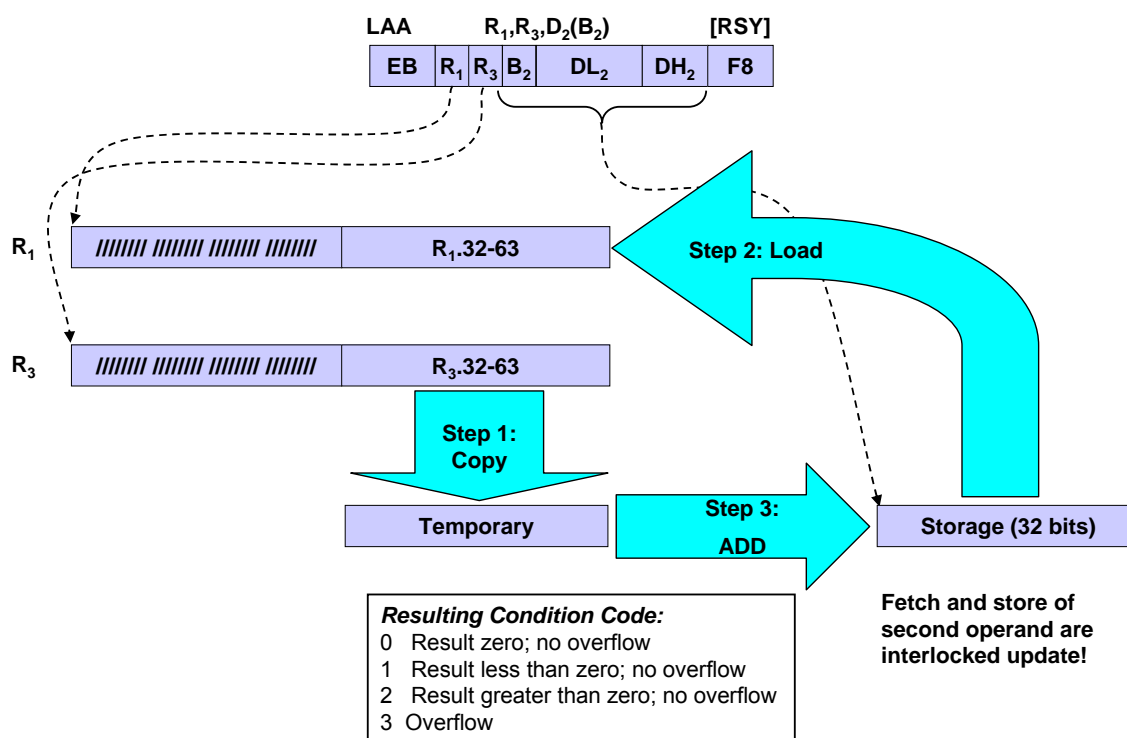 LAA R₁,R₃,D₂(B₂) [RSY]
EB R₁ R₃ B₂ DL₂ DH₂ F8
R₁ //////// //////// //////// //////// R₁.32-63
Step 2: Load
R₃ //////// //////// //////// //////// R₃.32-63
Step 1:
Copy
Temporary
Step 3:
ADD
Storage (32 bits)
Resulting Condition Code:
0 Result zero; no overflow
1 Result less than zero; no overflow
2 Result greater than zero; no overflow
3 Overflow
Fetch and store of
second operand are
interlocked update!